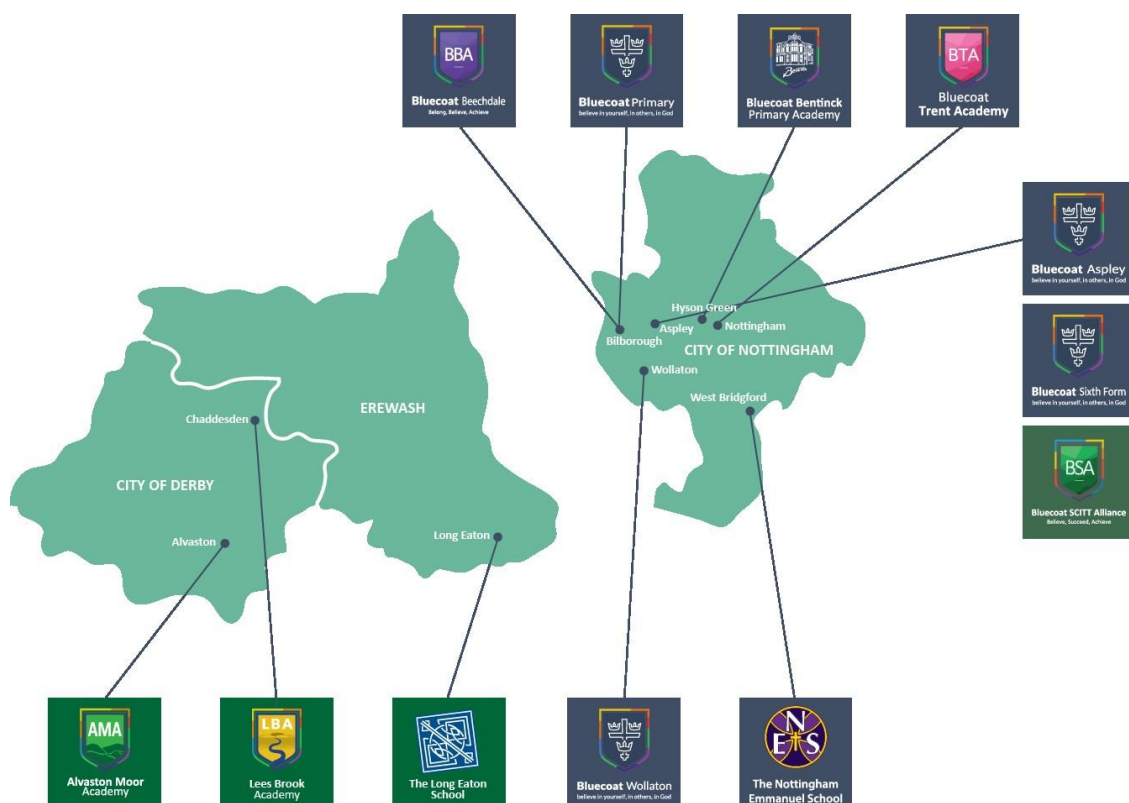 BBA
Bluecoat Beechdale
Belong, Believe, Achieve
Bluecoat Primary
believe in yourself, in others, in God
Bluecoat Bentinck
Primary Academy
BTA
Bluecoat
Trent Academy
Bluecoat Aspley
believe in yourself, in others, in God
Hyson Green
Bilborough
Aspley
Nottingham
CITY OF NOTTINGHAM
Wollaton
West Bridgford
Bluecoat Sixth Form
believe in yourself, in others, in God
EREWASH
Chaddesden
CITY OF DERBY
Alvaston
Long Eaton
BSA
Bluecoat SCITT Alliance
Believe, Succeed, Achieve
AMA
Alvaston Moor
Academy
LBA
Lees Brook
Academy
The Long Eaton
School
Bluecoat Wollaton
believe in yourself, in others, in God
N
E S
The Nottingham
Emmanuel School